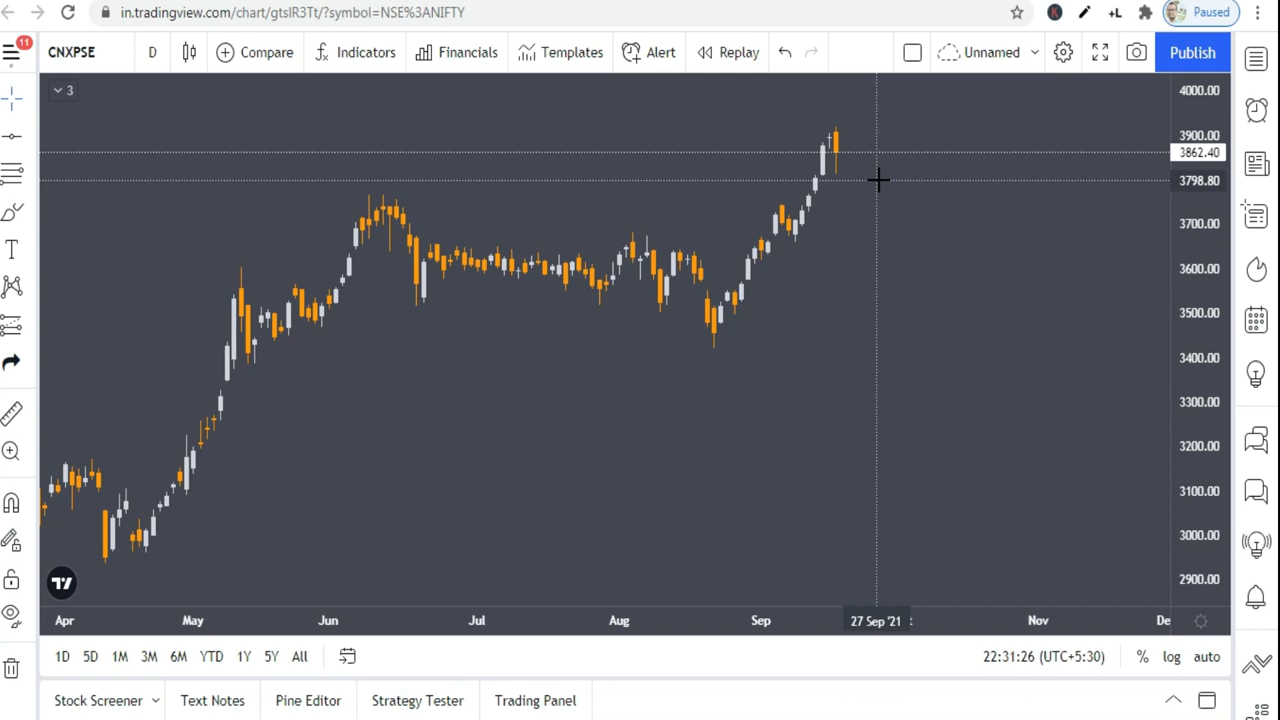 in.tradingview.com/chart/gtslR3Tt/?symbol=NSE%3ANIFTY
K
+L
Paused
11
CNXPSE
D
Compare
Indicators
Financials
Templates
Alert
Replay
Unnamed
Publish
3
4000.00
3900.00
3862.40
3798.80
3700.00
3600.00
3500.00
3400.00
3300.00
3200.00
3100.00
3000.00
2900.00
Apr May Jun Jul Aug Sep 27 Sep '21 Nov De
1D 5D 1M 3M 6M YTD 1Y 5Y All
22:31:26 (UTC+5:30)
% log auto
Stock Screener Text Notes Pine Editor Strategy Tester Trading Panel